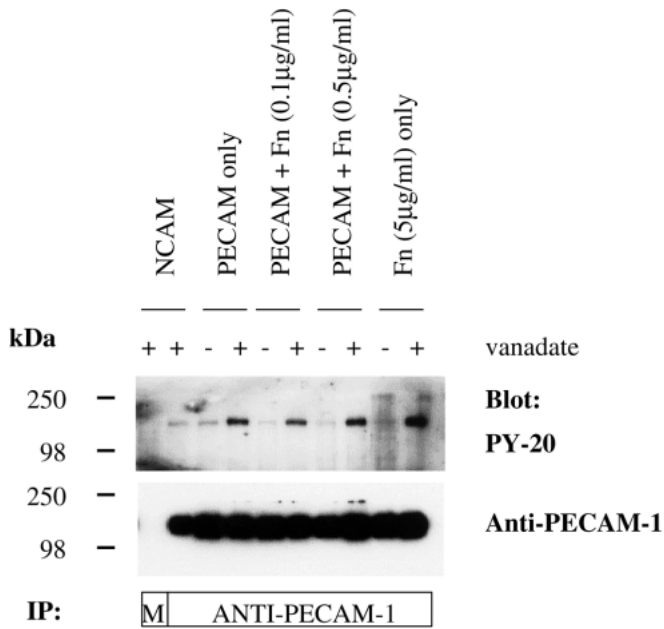 NCAM
PECAM only
PECAM + Fn (0.1µg/ml)
PECAM + Fn (0.5µg/ml)
Fn (5µg/ml) only
kDa
+ + - + - + - + - + vanadate
250
98
Blot:
PY-20
250
98
Anti-PECAM-1
IP: M ANTI-PECAM-1